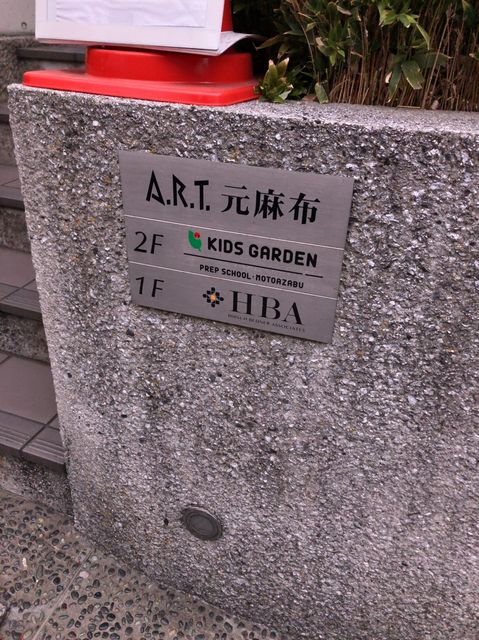 A.R.T. 元麻布
2F KIDS GARDEN
PREP SCHOOL・MOTOAZABU
1F HBA